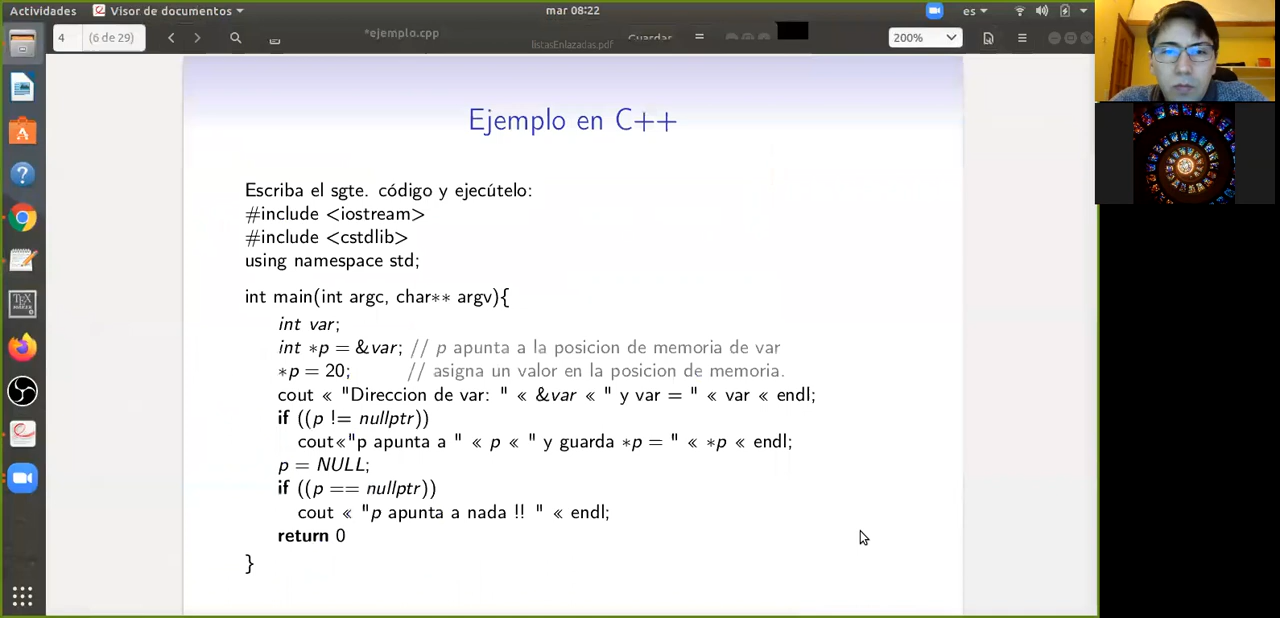 Actividades
Visor de documentos
mar 08:22
es
4
(6 de 29)
*ejemplo.cpp
listasEnlazadas.pdf
Guardar
200%
Ejemplo en C++
Escriba el sgte. código y ejecútelo:
#include <iostream>
#include <cstdlib>
using namespace std;
int main(int argc, char** argv){
int var;
int *p = &var; // p apunta a la posicion de memoria de var
*p = 20; // asigna un valor en la posicion de memoria.
cout « "Direccion de var: " « &var « " y var = " « var « endl;
if ((p != nullptr))
cout«"p apunta a " « p « " y guarda *p = " « *p « endl;
p = NULL;
if ((p == nullptr))
cout « "p apunta a nada !! " « endl;
return 0
}